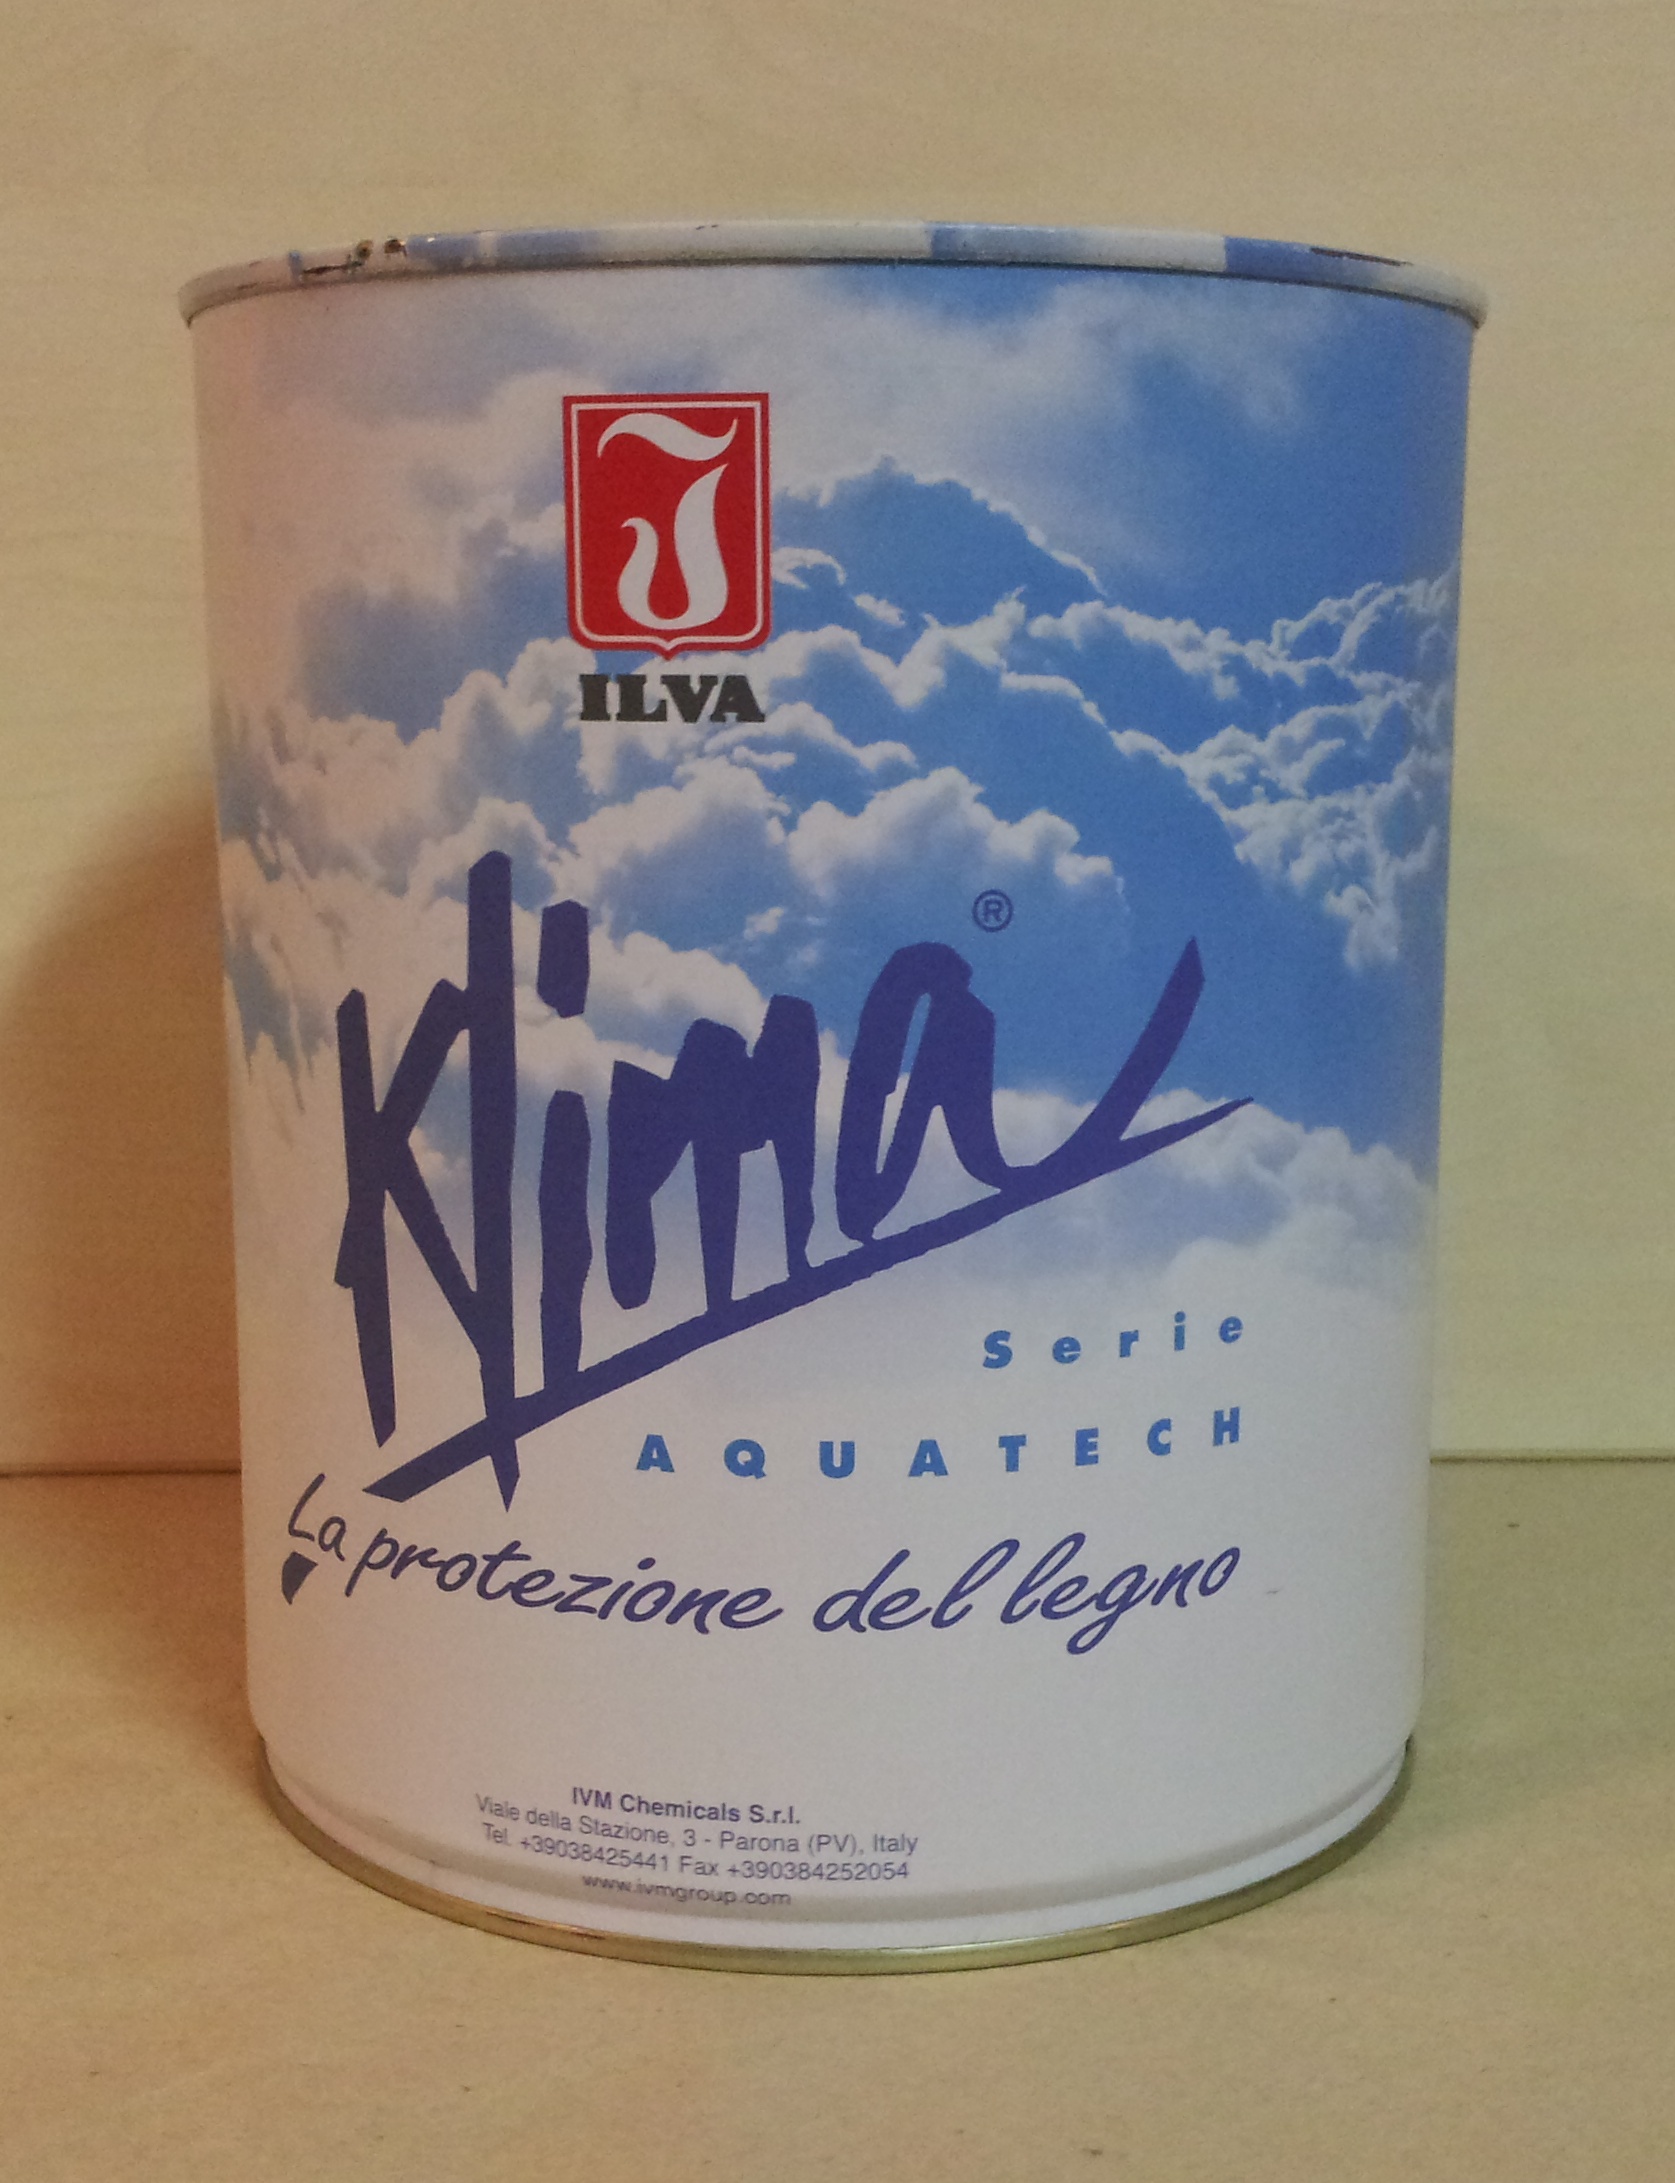 ILVA
Klima®
Serie
AQUATECH
La protezione del legno
IVM Chemicals S.r.l.
Viale della Stazione, 3 - Parona (PV), Italy
Tel. +39038425441 Fax +390384252054
www.ivmgroup.com